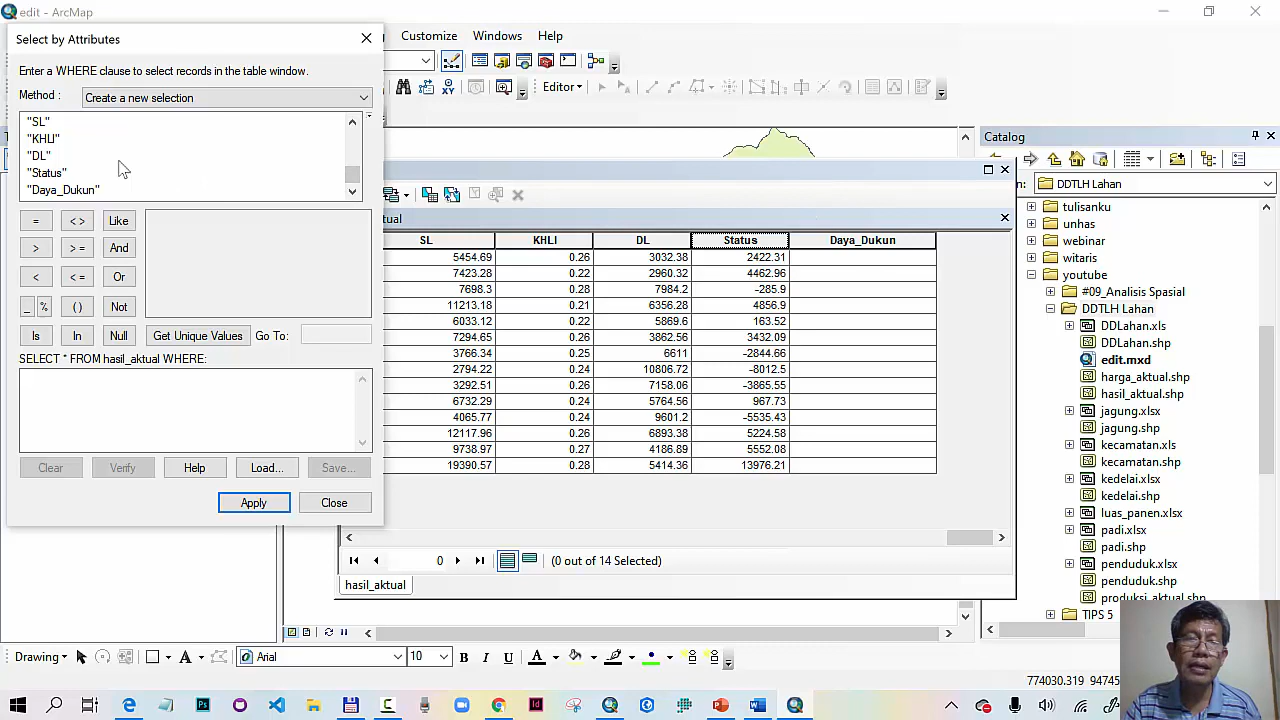 edit - ArcMap
Select by Attributes
Customize
Windows
Help
Enter a WHERE clause to select records in the table window.
Method :
Create a new selection
Editor
"SL"
"KHLI"
"DL"
"Status"
"Daya_Dukun"
Catalog
DDTLH Lahan
= < > Like
> > = And
< < = Or
_ % ( ) Not
Is In Null
Get Unique Values
Go To:
SELECT * FROM hasil_aktual WHERE:
Clear
Verify
Help
Load...
Save...
Apply
Close
SL KHLI DL Status Daya_Dukun
5454.69 0.26 3032.38 2422.31
7423.28 0.22 2960.32 4462.96
7698.3 0.28 7984.2 -285.9
11213.18 0.21 6356.28 4856.9
6033.12 0.22 5869.6 163.52
7294.65 0.26 3862.56 3432.09
3766.34 0.25 6611 -2844.66
2794.22 0.24 10806.72 -8012.5
3292.51 0.26 7158.06 -3865.55
6732.29 0.24 5764.56 967.73
4065.77 0.24 9601.2 -5535.43
12117.96 0.26 6893.38 5224.58
9738.97 0.27 4186.89 5552.08
19390.57 0.28 5414.36 13976.21
0
(0 out of 14 Selected)
hasil_aktual
tulisanku
unhas
webinar
witaris
youtube
#09_Analisis Spasial
DDTLH Lahan
DDLahan.xls
DDLahan.shp
edit.mxd
harga_aktual.shp
hasil_aktual.shp
jagung.xlsx
jagung.shp
kecamatan.xls
kecamatan.shp
kedelai.xlsx
kedelai.shp
luas_panen.xlsx
padi.xlsx
padi.shp
penduduk.xlsx
penduduk.shp
produksi_aktual.shp
TIPS 5
Drawing
A
Arial
10
B I U
A
774030.319